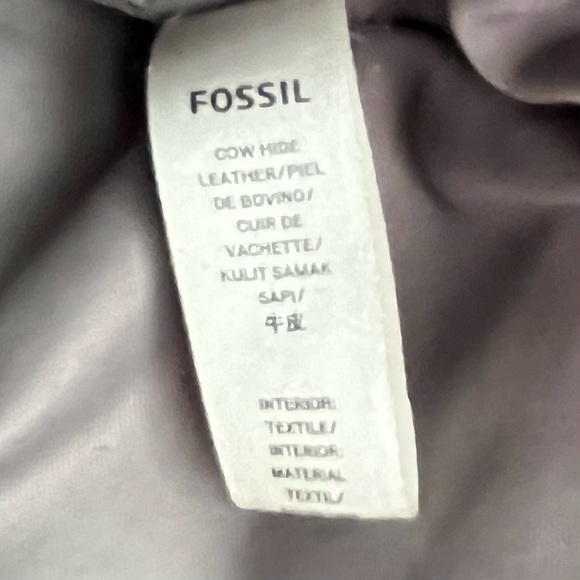 FOSSIL
COW HIDE
LEATHER/PIEL
DE BOVINO/
CUIR DE
VACHETTE/
KULIT SAMAK
SAPI/
牛皮
INTERIOR:
TEXTILE/
INTERIOR:
MATERIAL
TEXTIL/